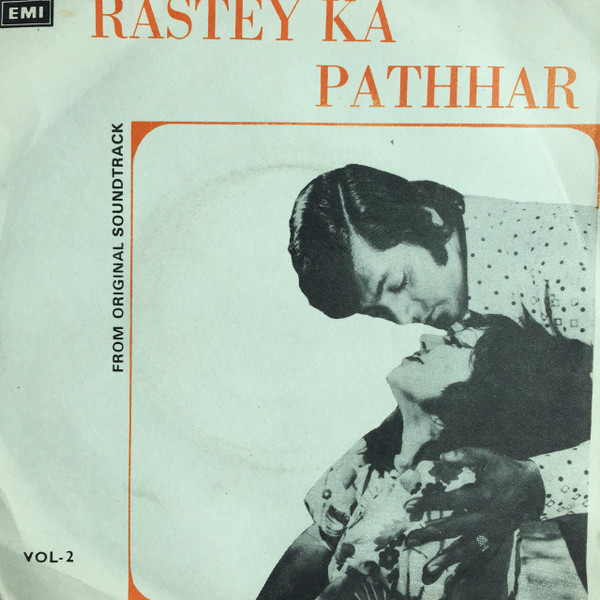 EMI
RASTEY KA
PATHHAR
FROM ORIGINAL SOUNDTRACK
VOL-2